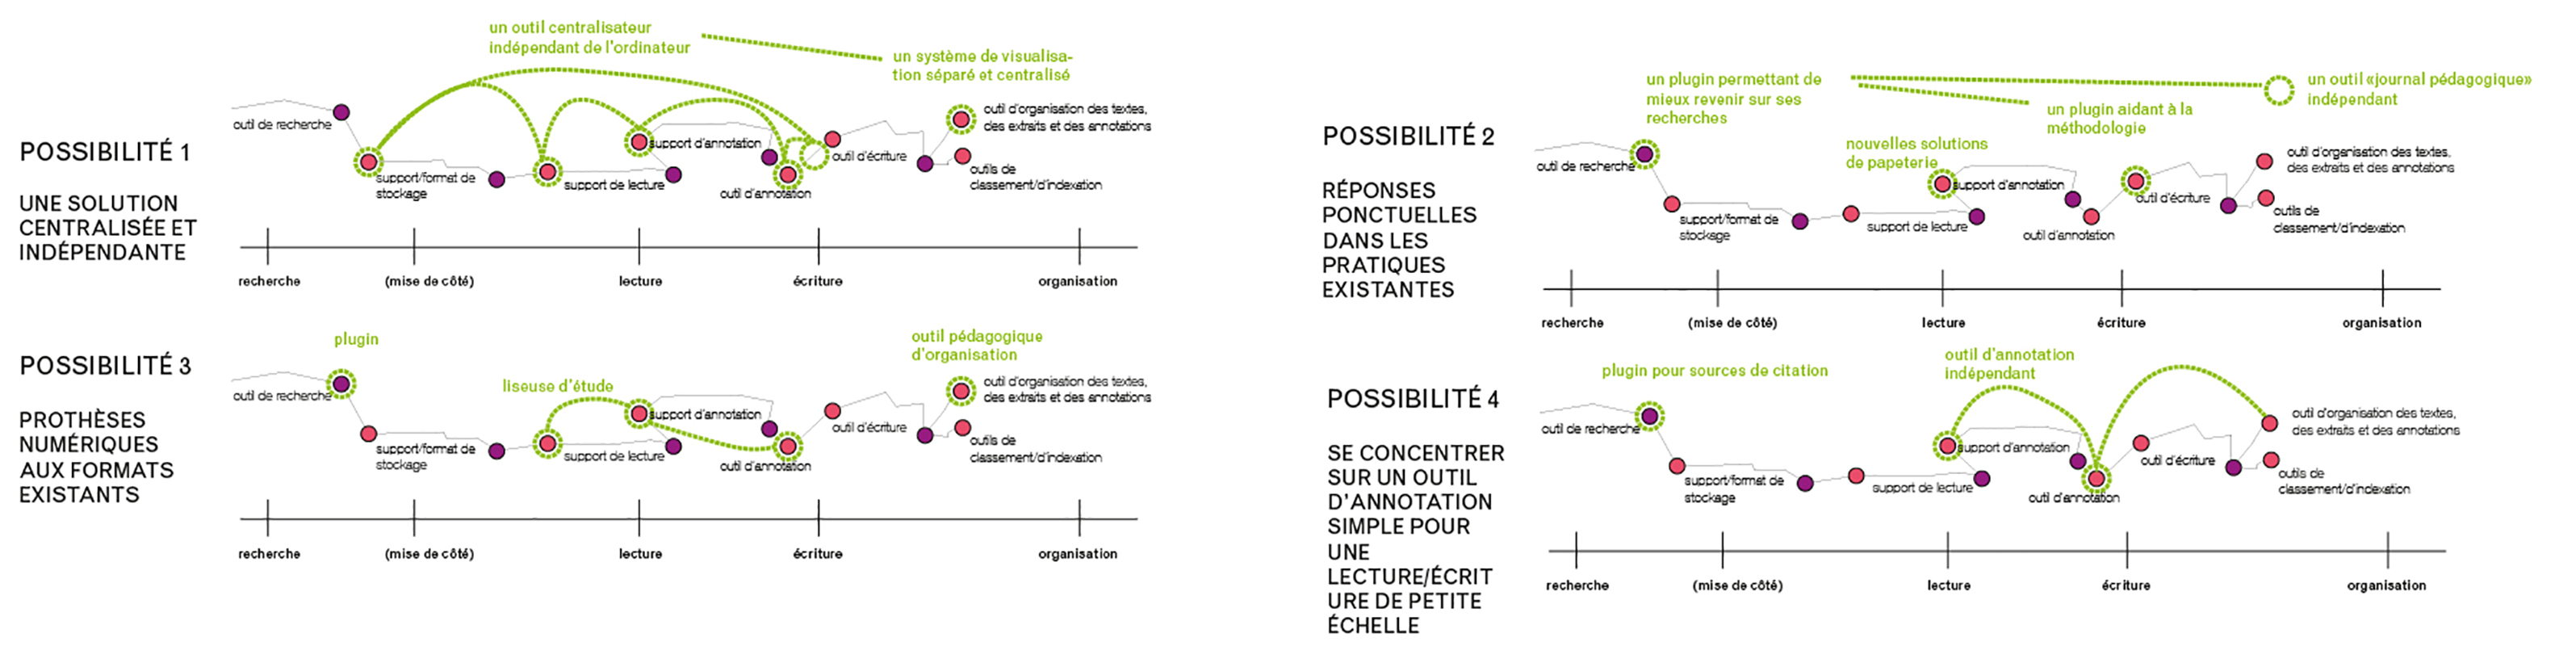 POSSIBILITÉ 1
UNE SOLUTION
CENTRALISÉE ET
INDÉPENDANTE
un outil centralisateur
indépendant de l'ordinateur
un système de visualisa-
tion séparé et centralisé
outil de recherche
support/format de
stockage
support de lecture
support d'annotation
outil d'annotation
outil d'écriture
outil d'organisation des textes,
des extraits et des annotations
outils de
classement/d'indexation
recherche
(mise de côté)
lecture
écriture
organisation
POSSIBILITÉ 2
RÉPONSES
PONCTUELLES
DANS LES
PRATIQUES
EXISTANTES
un plugin permettant de
mieux revenir sur ses
recherches
un plugin aidant à la
méthodologie
un outil «journal pédagogique»
indépendant
nouvelles solutions
de papeterie
outil de recherche
support/format de
stockage
support de lecture
support d'annotation
outil d'annotation
outil d'écriture
outil d'organisation des textes,
des extraits et des annotations
outils de
classement/d'indexation
recherche
(mise de côté)
lecture
écriture
organisation
POSSIBILITÉ 3
PROTHÈSES
NUMÉRIQUES
AUX FORMATS
EXISTANTS
plugin
liseuse d'étude
outil pédagogique
d'organisation
outil de recherche
support/format de
stockage
support de lecture
support d'annotation
outil d'annotation
outil d'écriture
outil d'organisation des textes,
des extraits et des annotations
outils de
classement/d'indexation
recherche
(mise de côté)
lecture
écriture
organisation
POSSIBILITÉ 4
SE CONCENTRER
SUR UN OUTIL
D'ANNOTATION
SIMPLE POUR
UNE
LECTURE/ÉCRIT
URE DE PETITE
ÉCHELLE
plugin pour sources de citation
outil d'annotation
indépendant
outil de recherche
support/format de
stockage
support de lecture
support d'annotation
outil d'annotation
outil d'écriture
outil d'organisation des textes,
des extraits et des annotations
outils de
classement/d'indexation
recherche
(mise de côté)
lecture
écriture
organisation